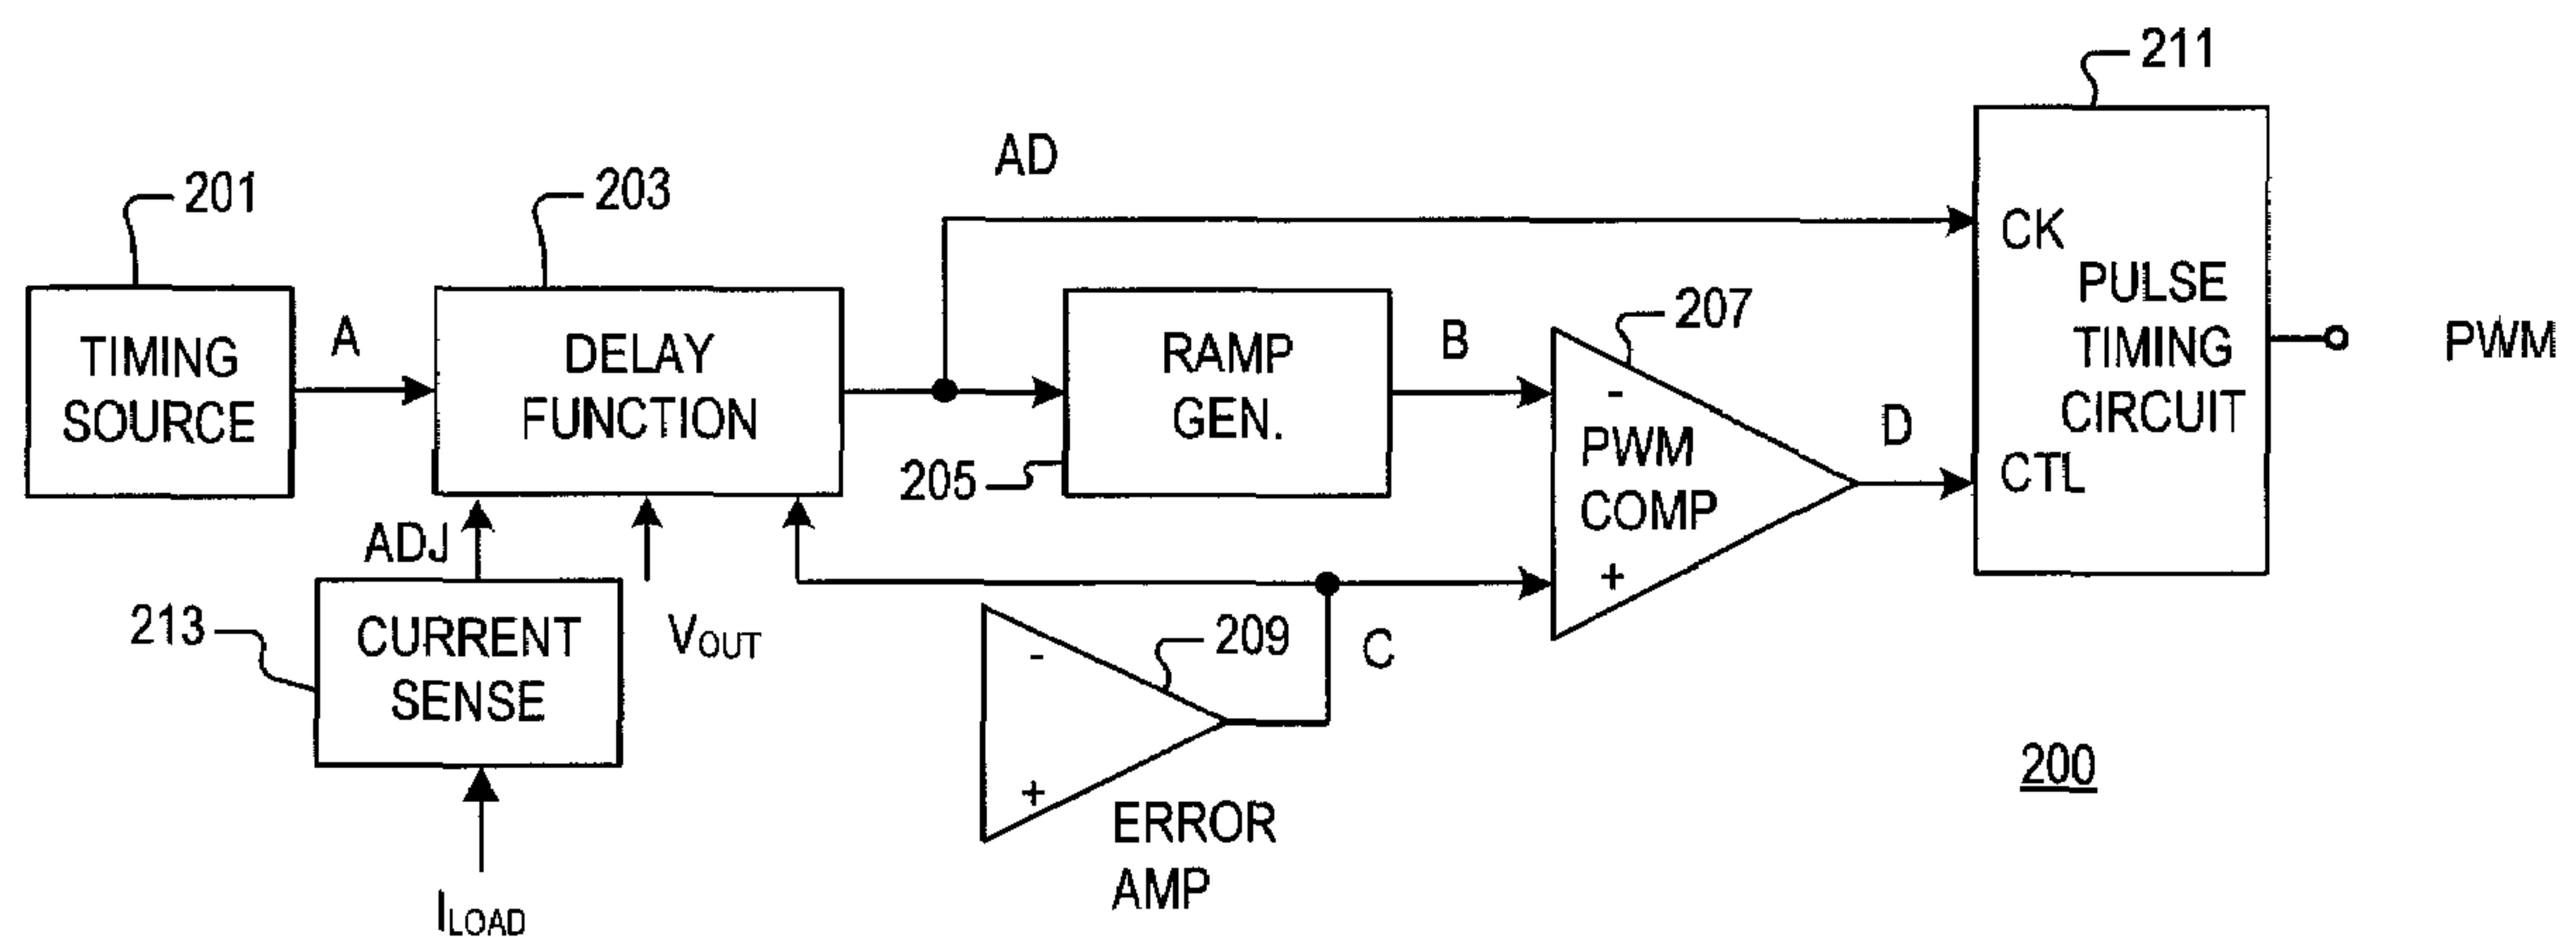 211
AD
201
203
CK
PULSE
TIMING
CIRCUIT
207
A
TIMING
SOURCE
DELAY
FUNCTION
RAMP
GEN.
B
-
PWM
COMP
+
D
PWM
205
CTL
ADJ
213
CURRENT
SENSE
VOUT
-
209
C
+
ERROR
AMP
200
ILOAD